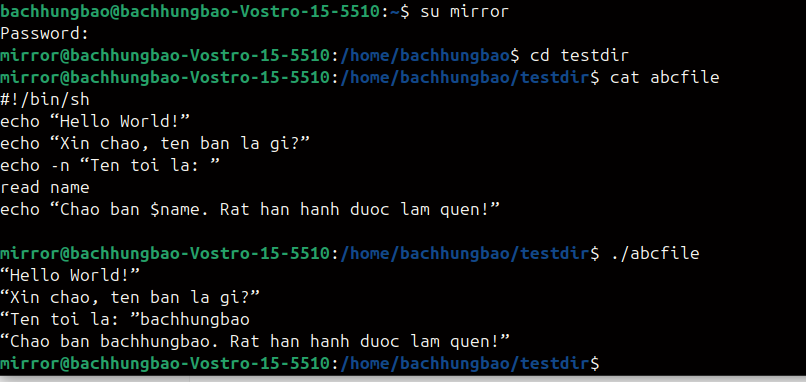 bachhungbao@bachhungbao-Vostro-15-5510:~$ su mirror
Password:
mirror@bachhungbao-Vostro-15-5510:/home/bachhungbao$ cd testdir
mirror@bachhungbao-Vostro-15-5510:/home/bachhungbao/testdir$ cat abcfile
#!/bin/sh
echo “Hello World!”
echo “Xin chao, ten ban la gi?”
echo -n “Ten toi la: ”
read name
echo “Chao ban $name. Rat han hanh duoc lam quen!”
mirror@bachhungbao-Vostro-15-5510:/home/bachhungbao/testdir$ ./abcfile
“Hello World!”
“Xin chao, ten ban la gi?”
“Ten toi la: ”bachhungbao
“Chao ban bachhungbao. Rat han hanh duoc lam quen!”
mirror@bachhungbao-Vostro-15-5510:/home/bachhungbao/testdir$